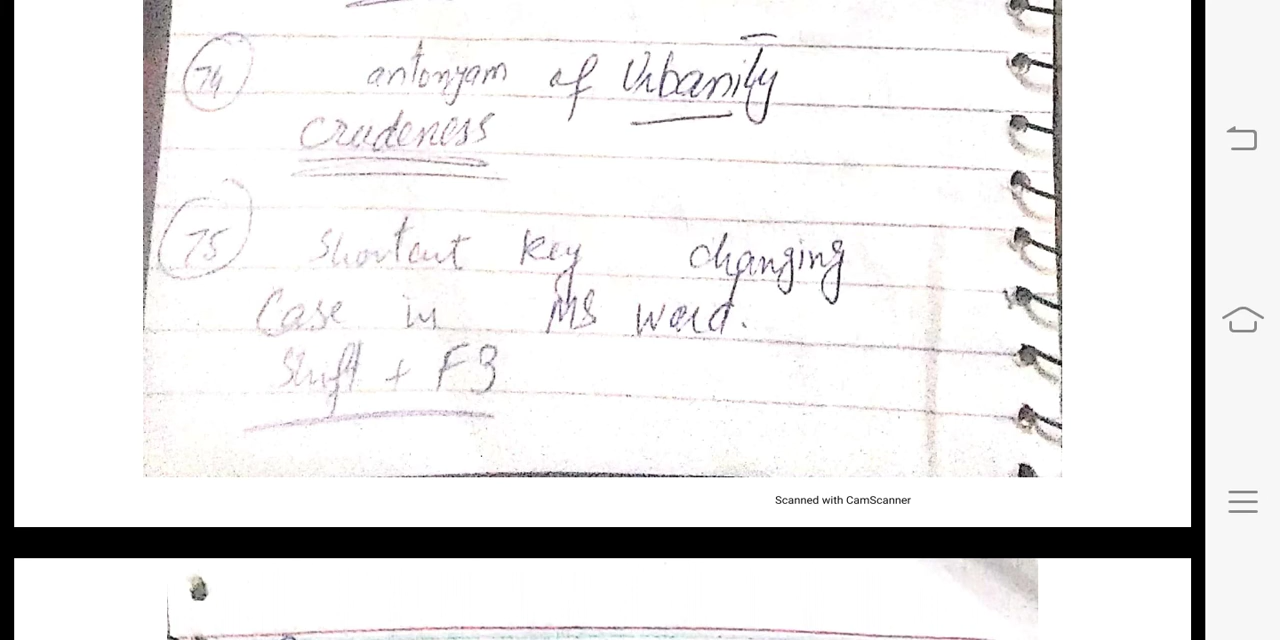 74 antonyam of Urbanity
Crudeness
75 Shortcut key changing
Case in MS word.
Shift + F3
Scanned with CamScanner